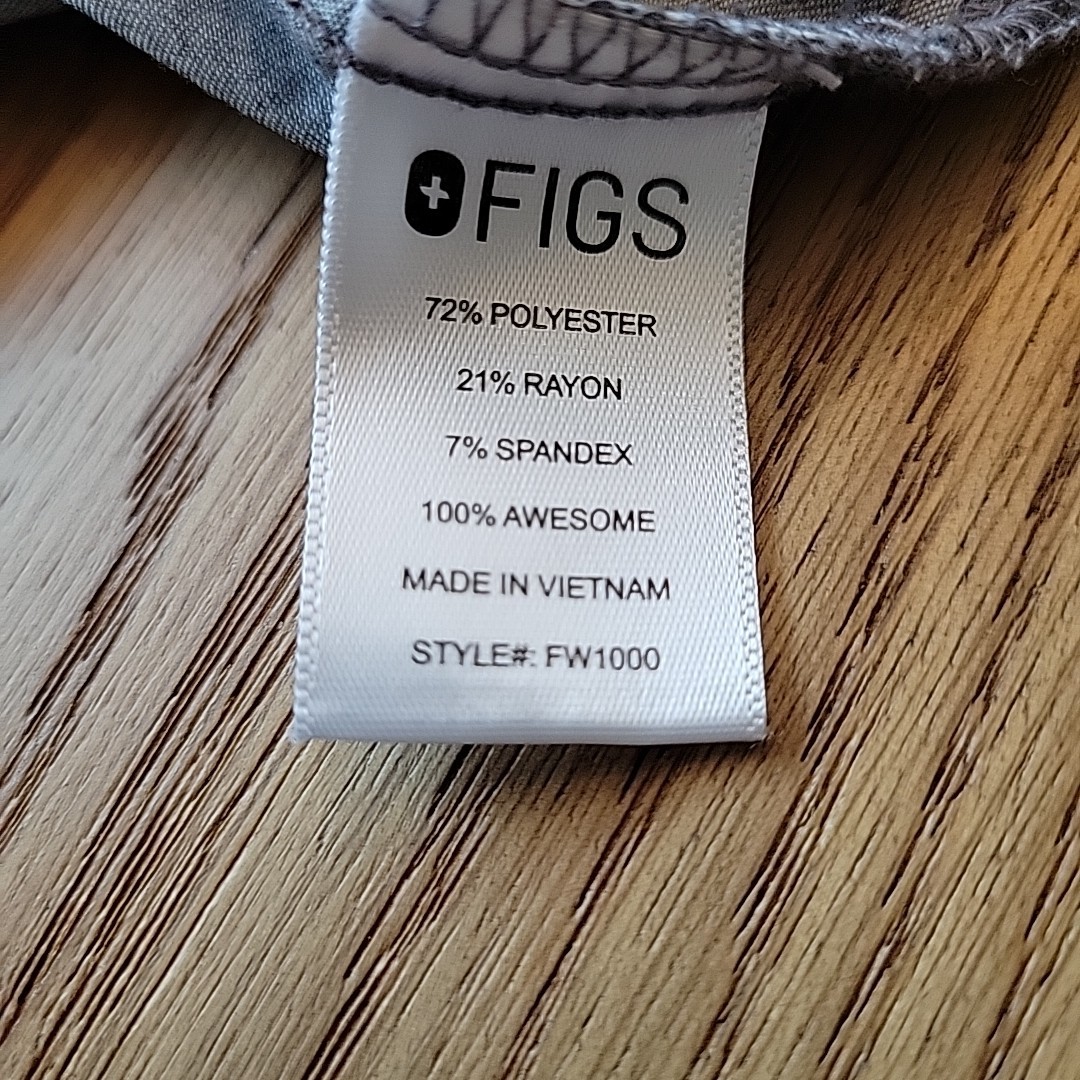 FIGS
72% POLYESTER
21% RAYON
7% SPANDEX
100% AWESOME
MADE IN VIETNAM
STYLE#: FW1000